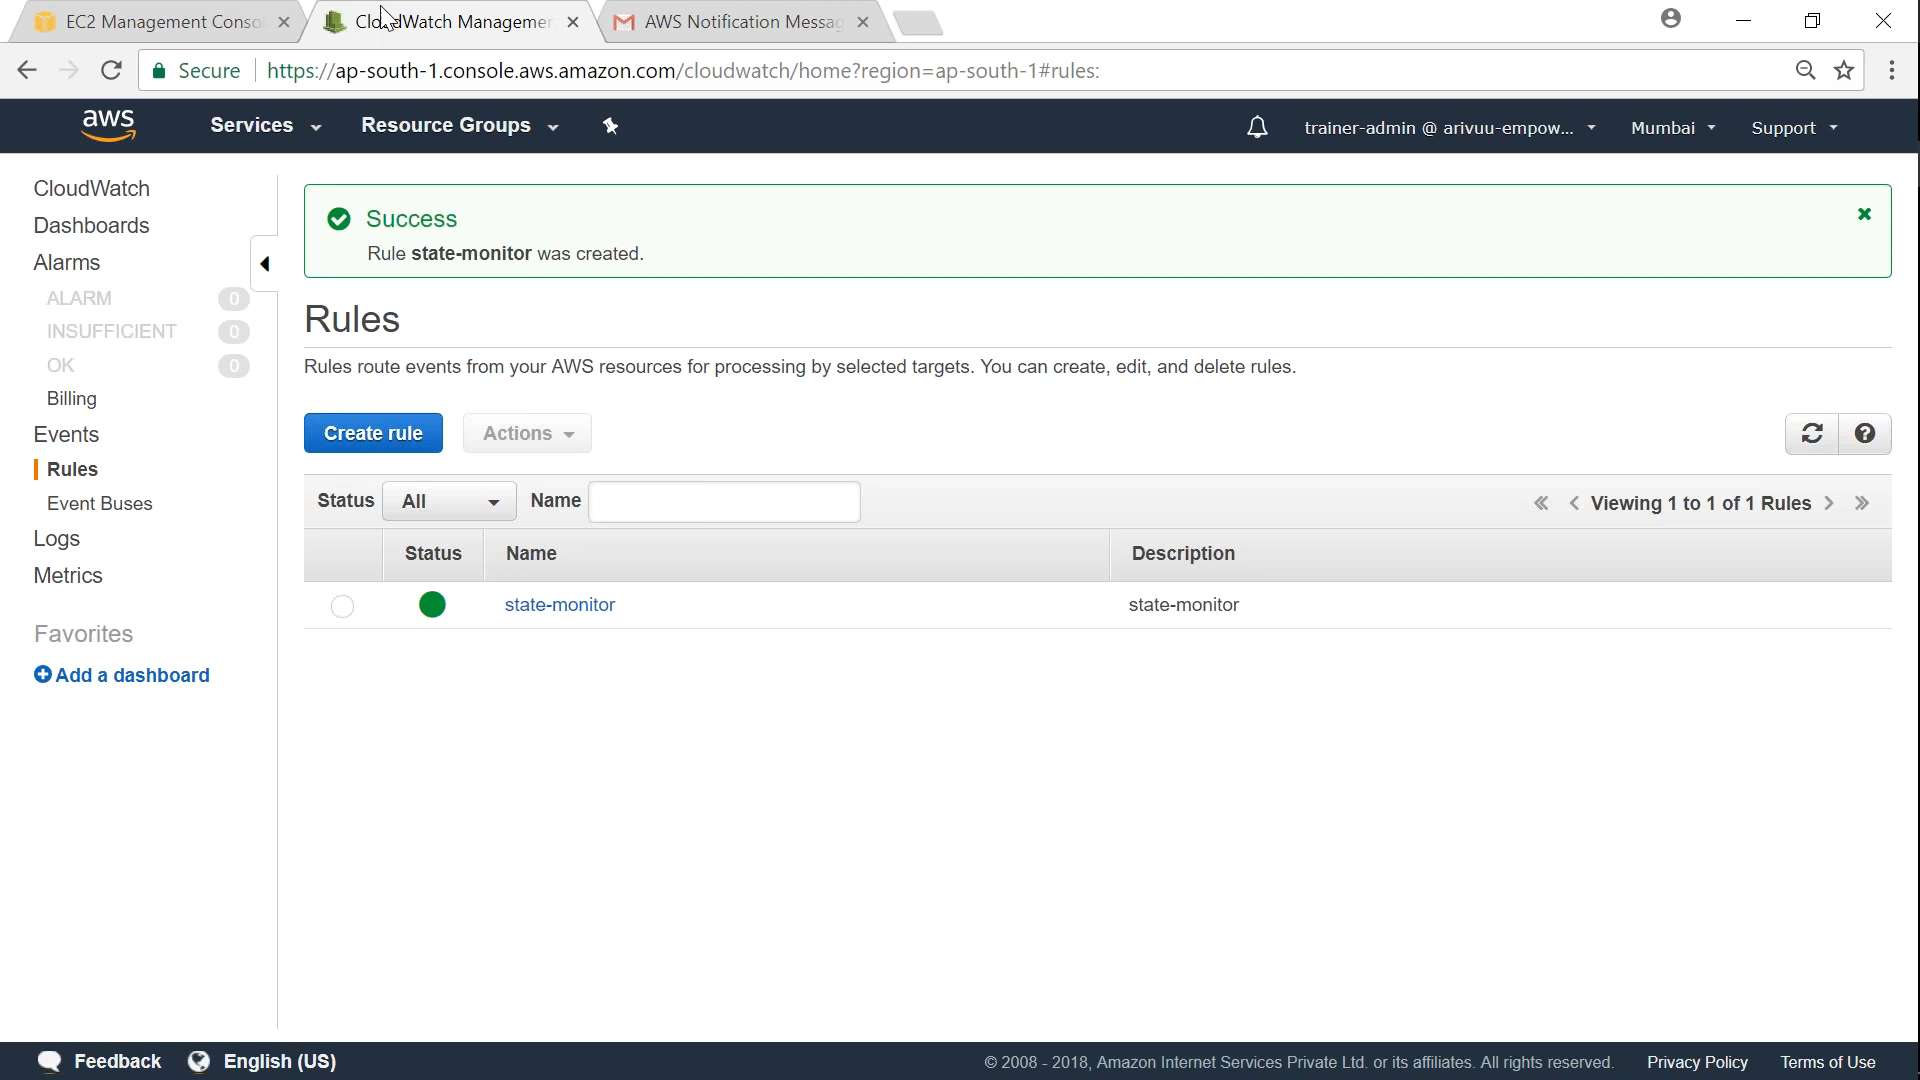 EC2 Management Conso
CloudWatch Managemen
AWS Notification Messag
Secure
https://ap-south-1.console.aws.amazon.com/cloudwatch/home?region=ap-south-1#rules:
aws
Services
Resource Groups
trainer-admin @ arivuu-empow...
Mumbai
Support
CloudWatch
Dashboards
Alarms
ALARM 0
INSUFFICIENT 0
OK 0
Billing
Events
Rules
Event Buses
Logs
Metrics
Favorites
Add a dashboard
Success
Rule state-monitor was created.
Rules
Rules route events from your AWS resources for processing by selected targets. You can create, edit, and delete rules.
Create rule
Actions
Status All Name
« < Viewing 1 to 1 of 1 Rules > »
Status Name Description
state-monitor state-monitor
Feedback
English (US)
© 2008 - 2018, Amazon Internet Services Private Ltd. or its affiliates. All rights reserved.
Privacy Policy
Terms of Use